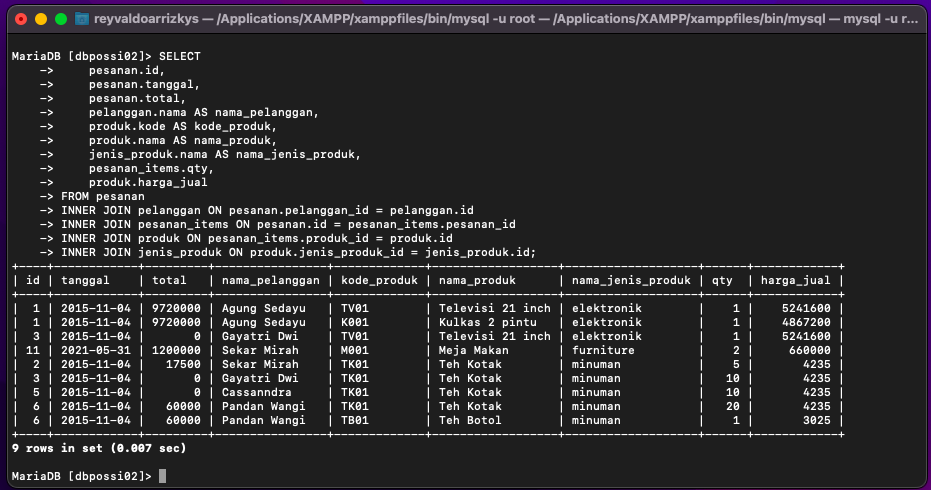 reyvaldoarrizkys — /Applications/XAMPP/xamppfiles/bin/mysql -u root — /Applications/XAMPP/xamppfiles/bin/mysql — mysql -u r...
MariaDB [dbpossi02]> SELECT
    ->     pesanan.id,
    ->     pesanan.tanggal,
    ->     pesanan.total,
    ->     pelanggan.nama AS nama_pelanggan,
    ->     produk.kode AS kode_produk,
    ->     produk.nama AS nama_produk,
    ->     jenis_produk.nama AS nama_jenis_produk,
    ->     pesanan_items.qty,
    ->     produk.harga_jual
    -> FROM pesanan
    -> INNER JOIN pelanggan ON pesanan.pelanggan_id = pelanggan.id
    -> INNER JOIN pesanan_items ON pesanan.id = pesanan_items.pesanan_id
    -> INNER JOIN produk ON pesanan_items.produk_id = produk.id
    -> INNER JOIN jenis_produk ON produk.jenis_produk_id = jenis_produk.id;
+----+------------+---------+----------------+-------------+------------------+-------------------+-----+------------+
| id | tanggal    | total   | nama_pelanggan | kode_produk | nama_produk      | nama_jenis_produk | qty | harga_jual |
+----+------------+---------+----------------+-------------+------------------+-------------------+-----+------------+
|  1 | 2015-11-04 | 9720000 | Agung Sedayu   | TV01        | Televisi 21 inch | elektronik        |   1 |    5241600 |
|  1 | 2015-11-04 | 9720000 | Agung Sedayu   | K001        | Kulkas 2 pintu   | elektronik        |   1 |    4867200 |
|  3 | 2015-11-04 |       0 | Gayatri Dwi    | TV01        | Televisi 21 inch | elektronik        |   1 |    5241600 |
| 11 | 2021-05-31 | 1200000 | Sekar Mirah    | M001        | Meja Makan       | furniture         |   2 |     660000 |
|  2 | 2015-11-04 |   17500 | Sekar Mirah    | TK01        | Teh Kotak        | minuman           |   5 |       4235 |
|  3 | 2015-11-04 |       0 | Gayatri Dwi    | TK01        | Teh Kotak        | minuman           |  10 |       4235 |
|  5 | 2015-11-04 |       0 | Cassanndra     | TK01        | Teh Kotak        | minuman           |  10 |       4235 |
|  6 | 2015-11-04 |   60000 | Pandan Wangi   | TK01        | Teh Kotak        | minuman           |  20 |       4235 |
|  6 | 2015-11-04 |   60000 | Pandan Wangi   | TB01        | Teh Botol        | minuman           |   1 |       3025 |
+----+------------+---------+----------------+-------------+------------------+-------------------+-----+------------+
9 rows in set (0.007 sec)
MariaDB [dbpossi02]>